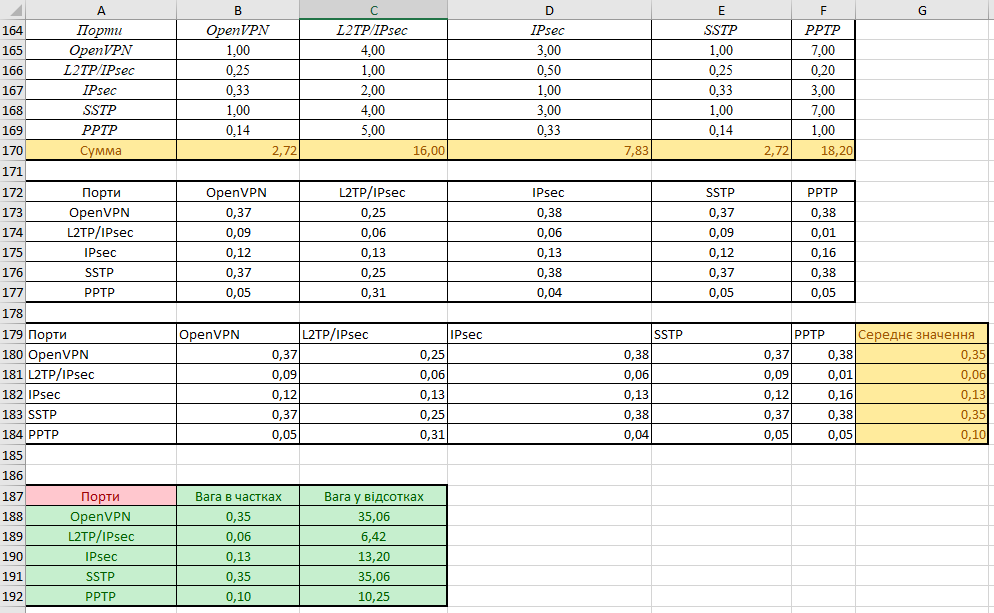 A B C D E F G
164 Порти OpenVPN L2TP/IPsec IPsec SSTP PPTP
165 OpenVPN 1,00 4,00 3,00 1,00 7,00
166 L2TP/IPsec 0,25 1,00 0,50 0,25 0,20
167 IPsec 0,33 2,00 1,00 0,33 3,00
168 SSTP 1,00 4,00 3,00 1,00 7,00
169 PPTP 0,14 5,00 0,33 0,14 1,00
170 Сумма 2,72 16,00 7,83 2,72 18,20
171
172 Порти OpenVPN L2TP/IPsec IPsec SSTP PPTP
173 OpenVPN 0,37 0,25 0,38 0,37 0,38
174 L2TP/IPsec 0,09 0,06 0,06 0,09 0,01
175 IPsec 0,12 0,13 0,13 0,12 0,16
176 SSTP 0,37 0,25 0,38 0,37 0,38
177 PPTP 0,05 0,31 0,04 0,05 0,05
178
179 Порти OpenVPN L2TP/IPsec IPsec SSTP PPTP Середнє значення
180 OpenVPN 0,37 0,25 0,38 0,37 0,38 0,35
181 L2TP/IPsec 0,09 0,06 0,06 0,09 0,01 0,06
182 IPsec 0,12 0,13 0,13 0,12 0,16 0,13
183 SSTP 0,37 0,25 0,38 0,37 0,38 0,35
184 PPTP 0,05 0,31 0,04 0,05 0,05 0,10
185
186
187 Порти Вага в частках Вага у відсотках
188 OpenVPN 0,35 35,06
189 L2TP/IPsec 0,06 6,42
190 IPsec 0,13 13,20
191 SSTP 0,35 35,06
192 PPTP 0,10 10,25